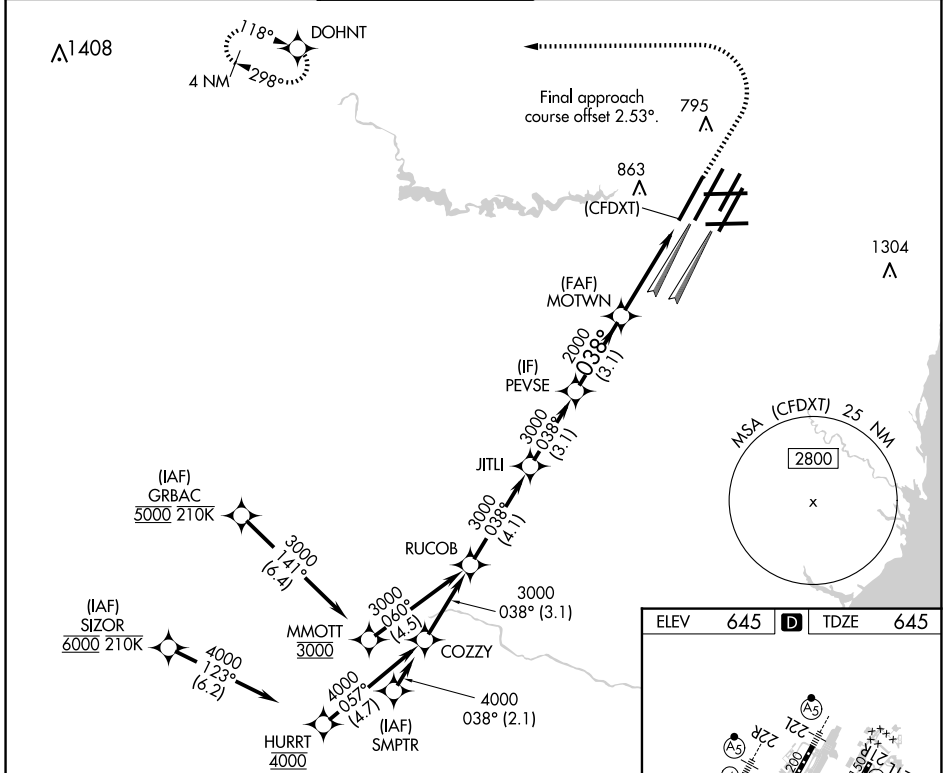 1408
118°
DOHNT
4 NM
298°
Final approach
course offset 2.53°.
795
863
(CFDXT)
1304
(FAF)
MOTWN
2000
038°
(3.1)
(IF)
PEVSE
3000
038°
(3.1)
JITLI
MSA (CFDXT) 25 NM
2800
x
(IAF)
GRBAC
5000 210K
3000
141°
(6.4)
3000
038°
(4.1)
RUCOB
3000
038° (3.1)
3000
060°
(4.5)
MMOTT
3000
COZZY
(IAF)
SIZOR
6000 210K
4000
123°
(6.2)
4000
057°
(4.7)
4000
038° (2.1)
(IAF)
SMPTR
HURRT
4000
ELEV 645 D TDZE 645
A5
22L
22R
A5
200
21R